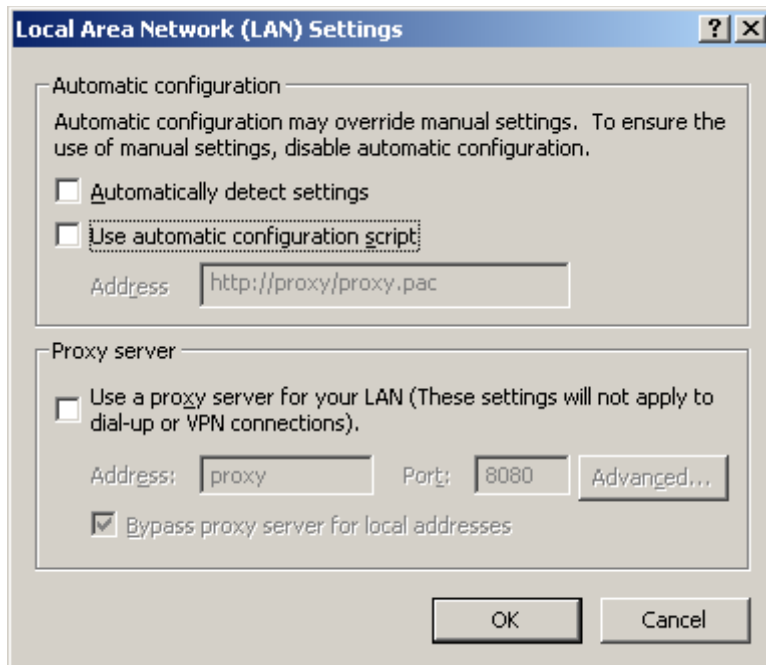 Local Area Network (LAN) Settings
Automatic configuration
Automatic configuration may override manual settings. To ensure the
use of manual settings, disable automatic configuration.
Automatically detect settings
Use automatic configuration script
Address http://proxy/proxy.pac
Proxy server
Use a proxy server for your LAN (These settings will not apply to
dial-up or VPN connections).
Address: proxy Port: 8080 Advanced...
Bypass proxy server for local addresses
OK Cancel